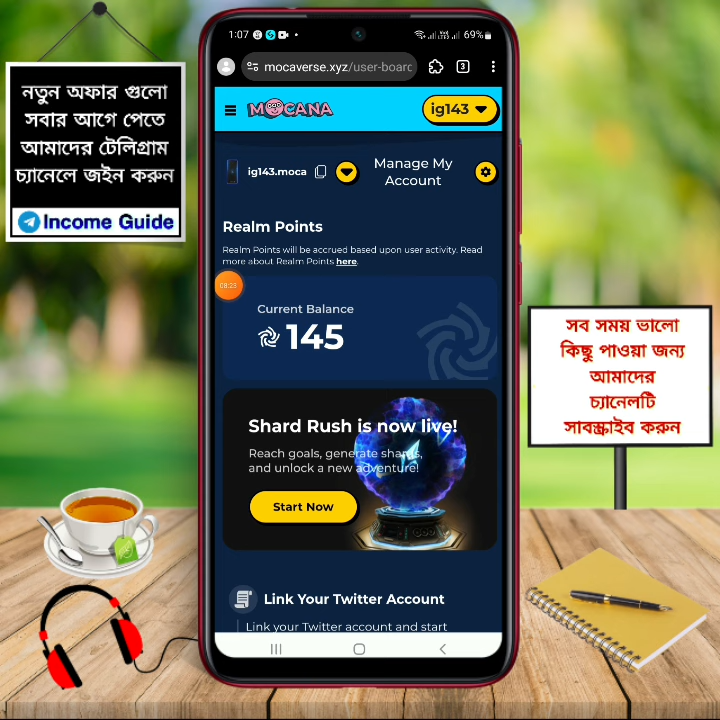 নতুন অফার গুলো
সবার আগে পেতে
আমাদের টেলিগ্রাম
চ্যানেলে জইন করুন
Income Guide
1:07
69%
mocaverse.xyz/user-board
3
MOCANA
ig143
ig143.moca
Manage My
Account
Realm Points
Realm Points will be accrued based upon user activity. Read
more about Realm Points here.
08:25
Current Balance
145
Shard Rush is now live!
Reach goals, generate shards,
and unlock a new adventure!
Start Now
Link Your Twitter Account
Link your Twitter account and start
সব সময় ভালো
কিছু পাওয়া জন্য
আমাদের
চ্যানেলটি
সাবস্ক্রাইব করুন